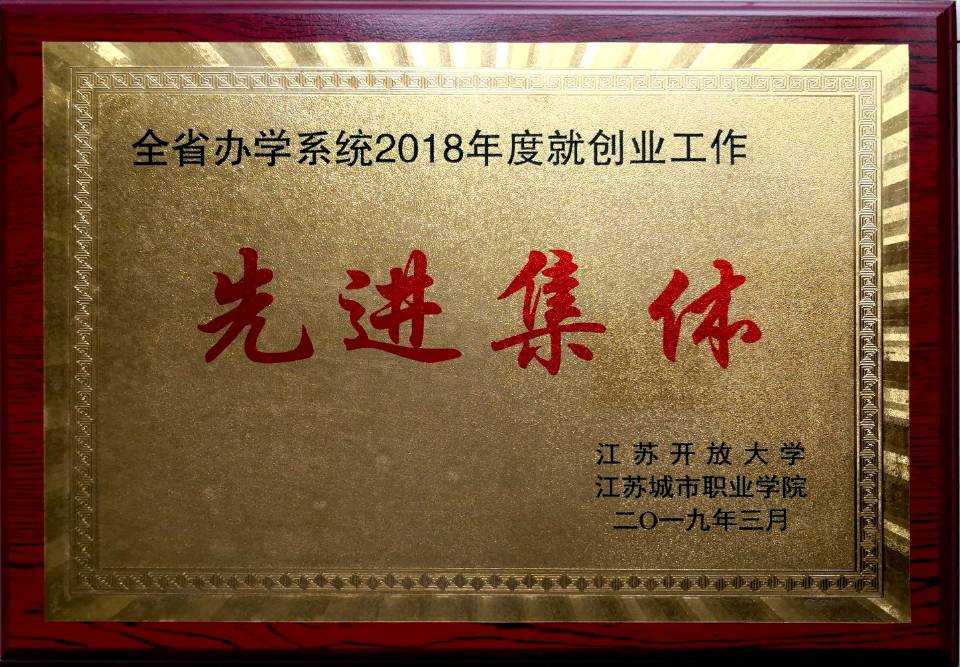 全省办学系统2018年度就创业工作
先进集体
江苏开放大学
江苏城市职业学院
二〇一九年三月